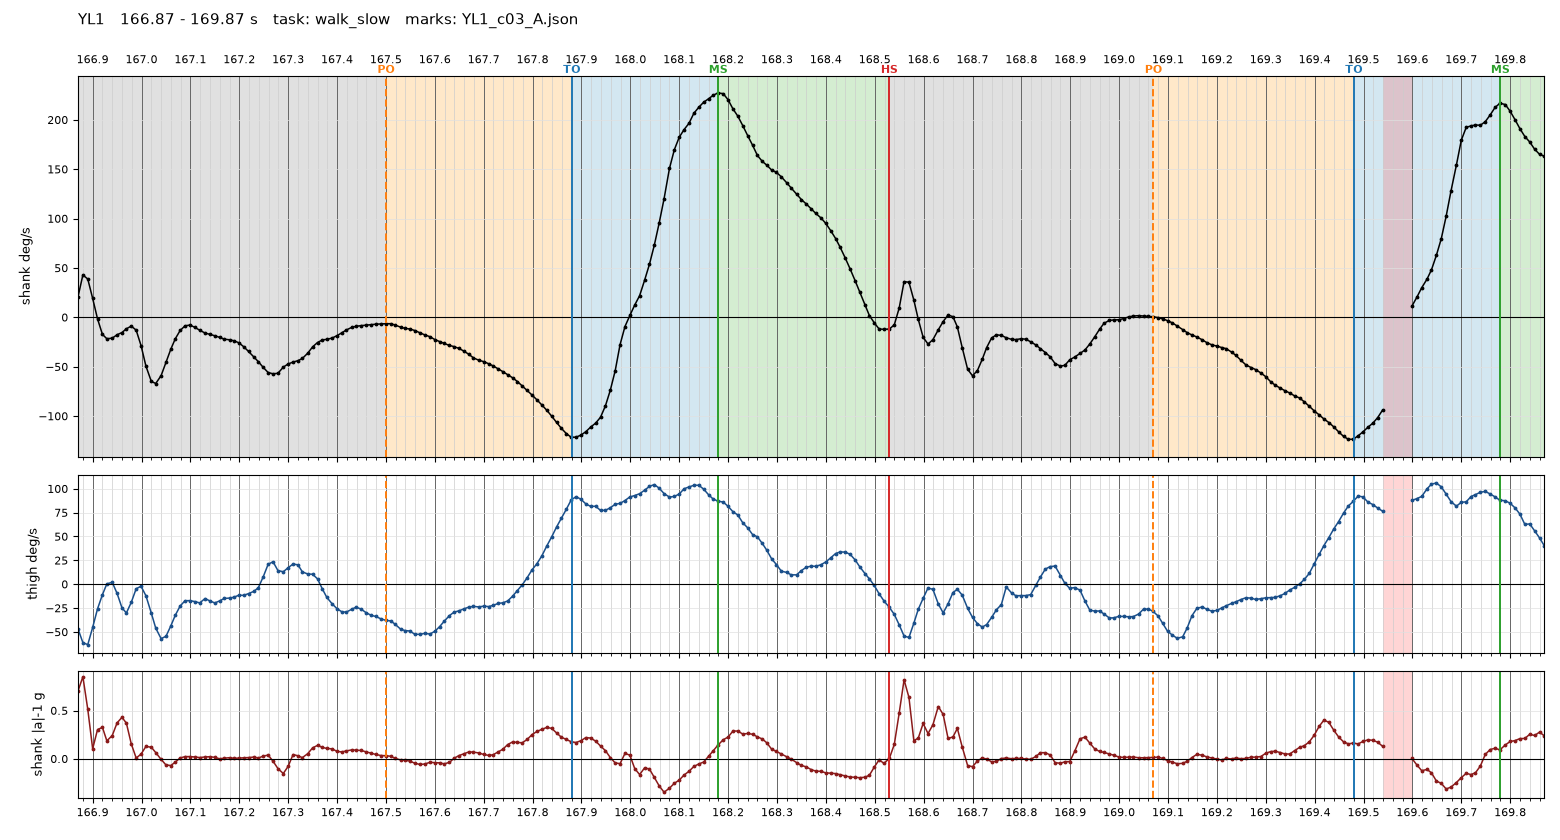 YL1   166.87 - 169.87 s   task: walk_slow   marks: YL1_c03_A.json
166.9 167.0 167.1 167.2 167.3 167.4 167.5 167.6 167.7 167.8 167.9 168.0 168.1 168.2 168.3 168.4 168.5 168.6 168.7 168.8 168.9 169.0 169.1 169.2 169.3 169.4 169.5 169.6 169.7 169.8
PO TO MS HS PO TO MS
200
150
100
50
0
−50
−100
shank deg/s
100
75
50
25
0
−25
−50
thigh deg/s
0.5
0.0
shank |a|-1 g
166.9 167.0 167.1 167.2 167.3 167.4 167.5 167.6 167.7 167.8 167.9 168.0 168.1 168.2 168.3 168.4 168.5 168.6 168.7 168.8 168.9 169.0 169.1 169.2 169.3 169.4 169.5 169.6 169.7 169.8